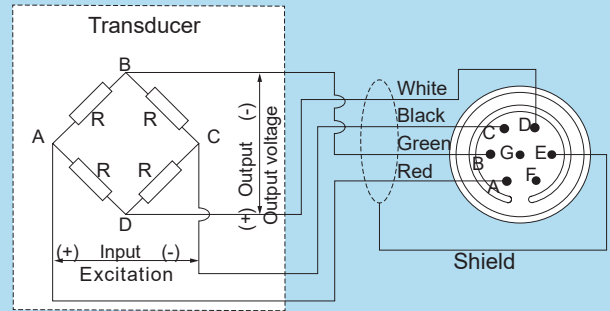 Transducer
B
R
R
A
C
R
R
D
(+) Output (-)
Output voltage
(+) Input (-)
Excitation
White
Black
Green
Red
C
D
B
G
E
A
F
Shield